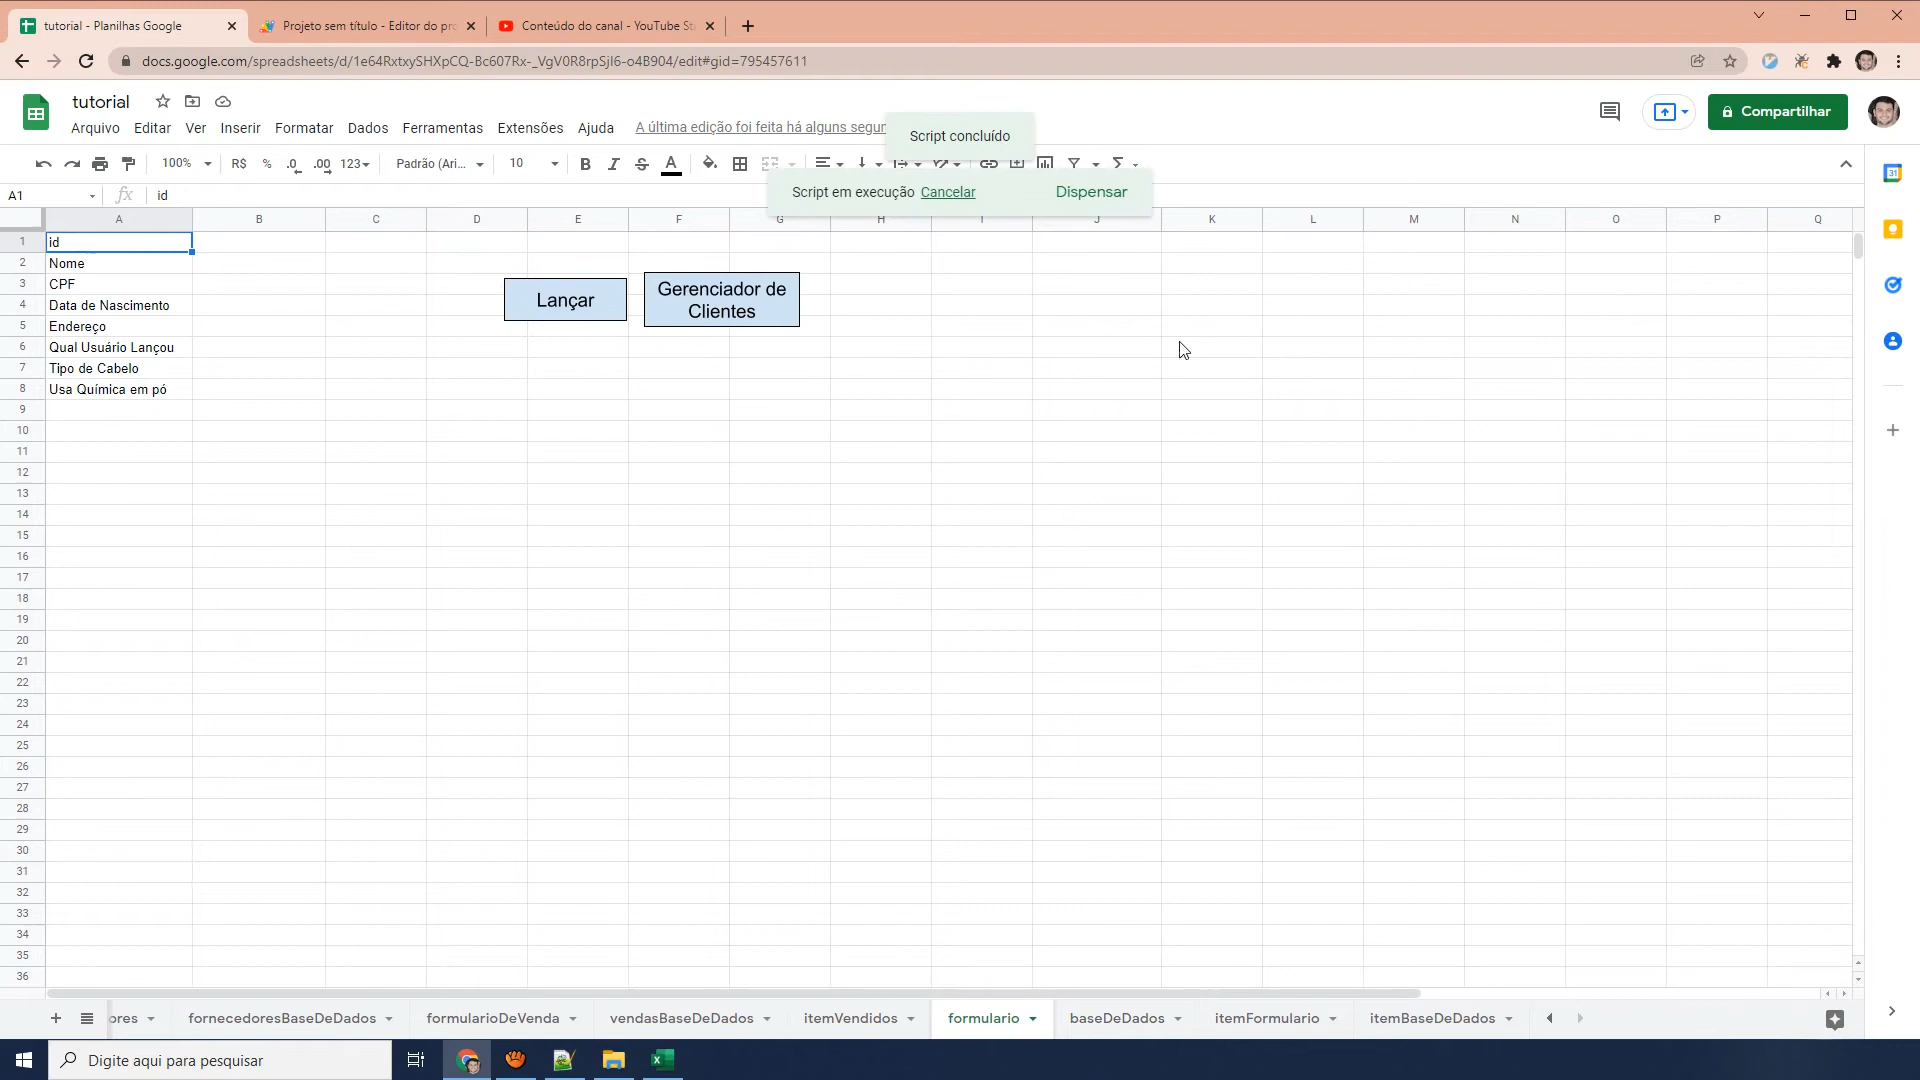 tutorial - Planilhas Google
Projeto sem título - Editor do pro
Conteúdo do canal - YouTube St
docs.google.com/spreadsheets/d/1e64RxtxySHXpCQ-Bc607Rx-_VgV0R8rpSjl6-o4B904/edit#gid=795457611
tutorial
Arquivo Editar Ver Inserir Formatar Dados Ferramentas Extensões Ajuda A última edição foi feita há alguns segun
Script concluído
Compartilhar
100% R$ % .0 .00 123 Padrão (Ari... 10 B I S A
Script em execução Cancelar Dispensar
A1 fx id
A B C D E F G H I J K L M N O P Q
1 id
2 Nome
3 CPF
4 Data de Nascimento
5 Endereço
6 Qual Usuário Lançou
7 Tipo de Cabelo
8 Usa Química em pó
Lançar
Gerenciador de
Clientes
9
10
11
12
13
14
15
16
17
18
19
20
21
22
23
24
25
26
27
28
29
30
31
32
33
34
35
36
31
ores fornecedoresBaseDeDados formularioDeVenda vendasBaseDeDados itemVendidos formulario baseDeDados itemFormulario itemBaseDeDados
Digite aqui para pesquisar